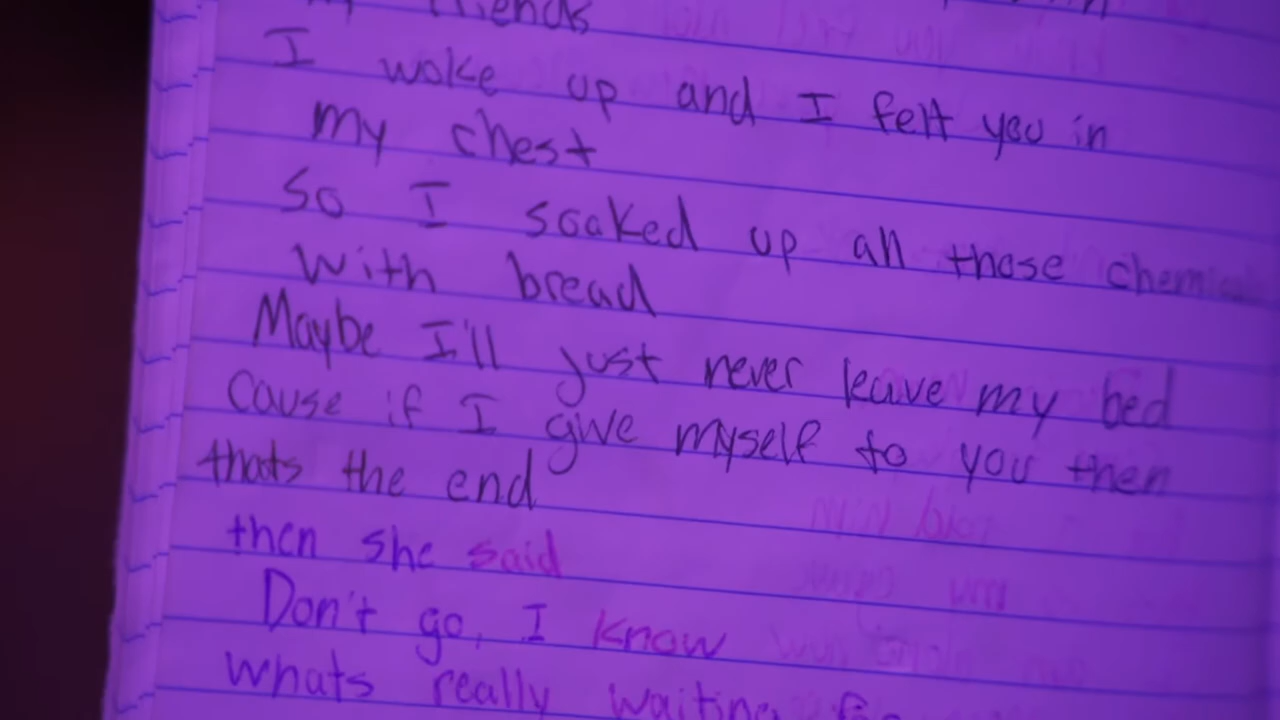 friends
I woke up and I felt you in
my chest
So I soaked up all those
With bread
Maybe I'll just never leave my bed
Cause if I give myself to you then
thats the end
then she said
Don't go, I know
whats really waiting